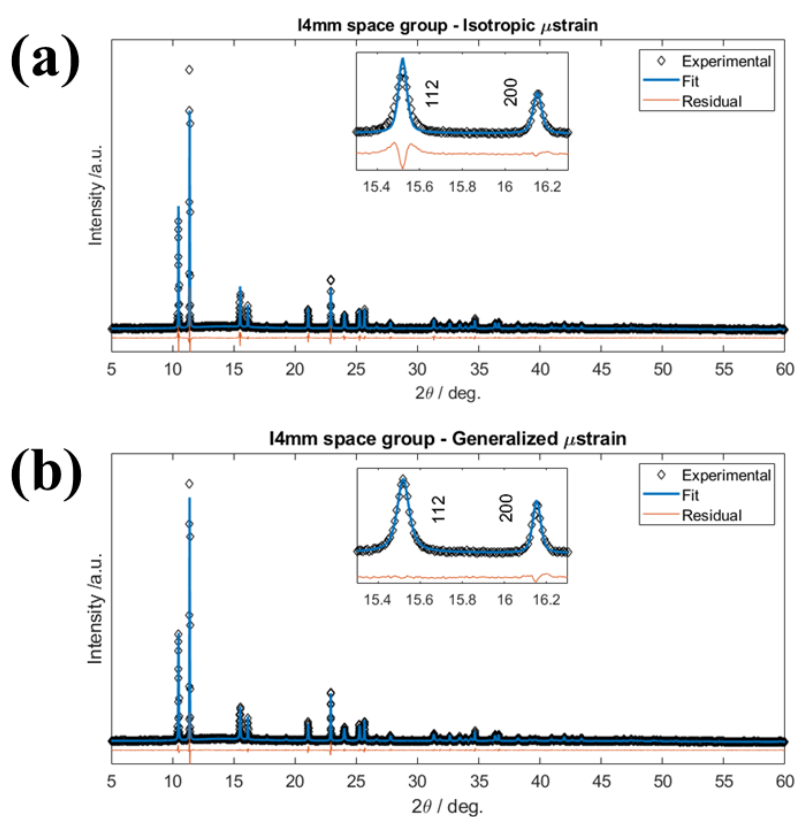 (a)
I4mm space group - Isotropic μstrain
Intensity /a.u.
Experimental
Fit
Residual
112
200
15.4 15.6 15.8 16 16.2
5 10 15 20 25 30 35 40 45 50 55 60
2θ / deg.
(b)
I4mm space group - Generalized μstrain
Intensity /a.u.
Experimental
Fit
Residual
112
200
15.4 15.6 15.8 16 16.2
5 10 15 20 25 30 35 40 45 50 55 60
2θ / deg.